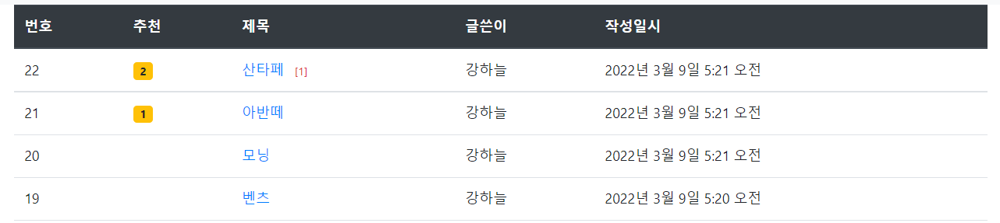 번호 추천 제목 글쓴이 작성일시
22 2 산타페 [1] 강하늘 2022년 3월 9일 5:21 오전
21 1 아반떼 강하늘 2022년 3월 9일 5:21 오전
20 모닝 강하늘 2022년 3월 9일 5:21 오전
19 벤츠 강하늘 2022년 3월 9일 5:20 오전